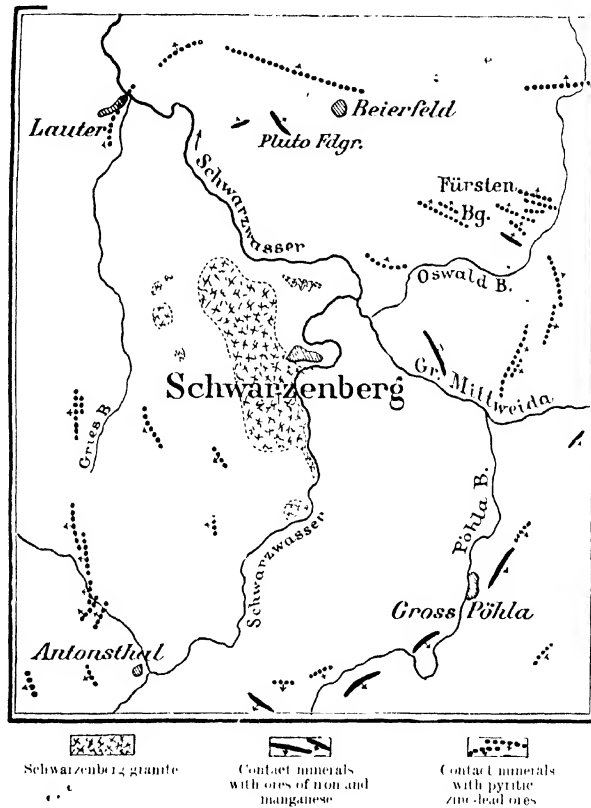 Beierfeld
Lauter
Pluto Fdgr.
Schwarzwasser
Fürsten
Bg.
Oswald B.
Schwarzenberg
Gr. Mittweida
Gries B
Pöhla B.
Schwarzwasser
Gross Pöhla
Antonsthal
Schwarzenberg granite
Contact minerals
with ores of iron and
manganese
Contact minerals
with pyritic
zinc-lead ores